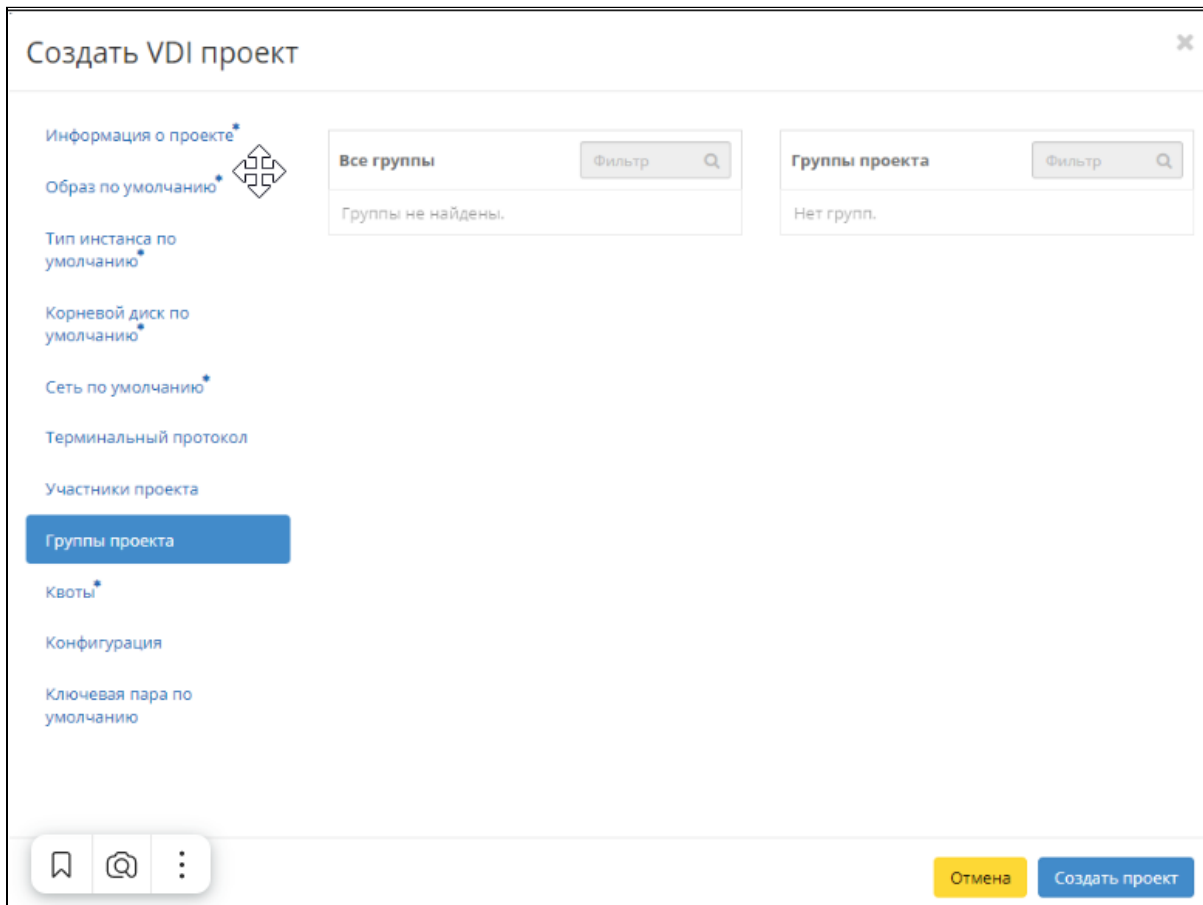 Создать VDI проект
Информация о проекте*
Образ по умолчанию*
Тип инстанса по
умолчанию*
Корневой диск по
умолчанию*
Сеть по умолчанию*
Терминальный протокол
Участники проекта
Группы проекта
Квоты*
Конфигурация
Ключевая пара по
умолчанию
Все группы
Фильтр
Группы не найдены.
Группы проекта
Фильтр
Нет групп.
Отмена
Создать проект